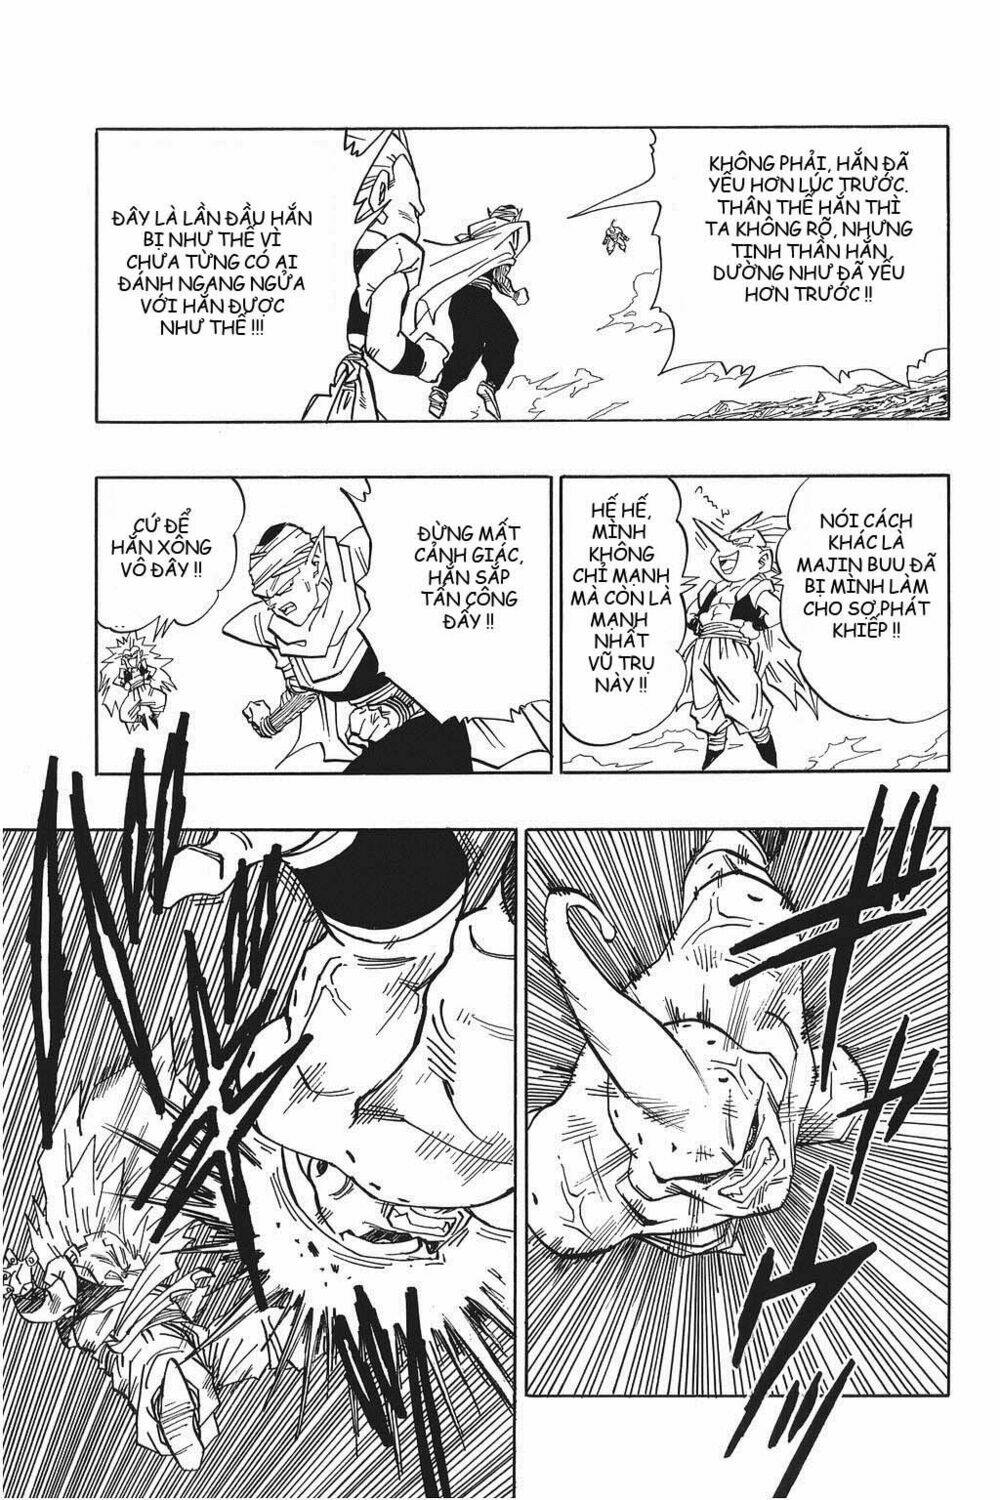 KHÔNG PHẢI, HẮN ĐÃ
YẾU HƠN LÚC TRƯỚC.
THÂN THỂ HẮN THÌ
TA KHÔNG RÕ, NHƯNG
TINH THẦN HẮN,
DƯỜNG NHƯ ĐÃ YẾU
HƠN TRƯỚC !!
ĐÂY LÀ LẦN ĐẦU HẮN
BỊ NHƯ THẾ VÌ
CHƯA TỪNG CÓ AI
ĐÁNH NGANG NGỬA
VỚI HẮN ĐƯỢC
NHƯ THẾ !!!
NÓI CÁCH
KHÁC LÀ
MAJIN BUU ĐÃ
BỊ MÌNH LÀM
CHO SỢ PHÁT
KHIẾP !!
HẾ HẾ,
MÌNH
KHÔNG
CHỈ MẠNH
MÀ CÒN LÀ
MẠNH
NHẤT
VŨ TRỤ
NÀY !!
ĐỪNG MẤT
CẢNH GIÁC,
HẮN SẮP
TẤN CÔNG
ĐẤY !!
CỨ ĐỂ
HẮN XÔNG
VÔ ĐÂY !!